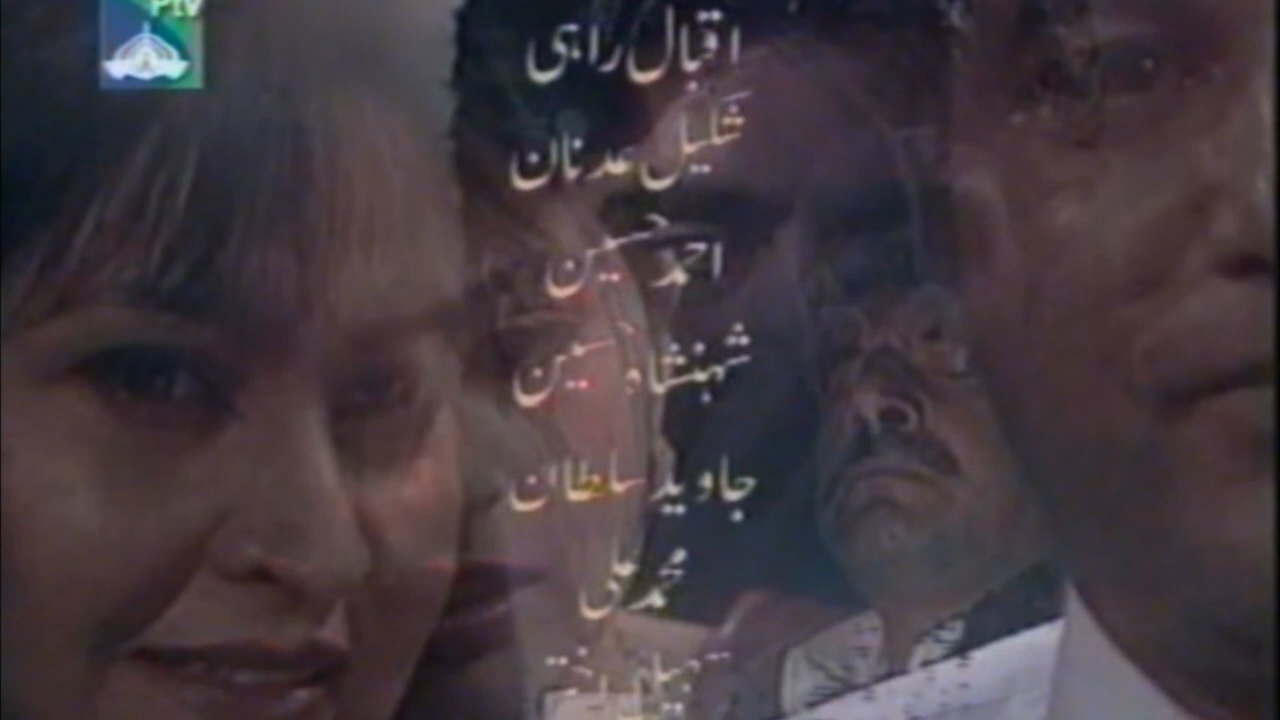 PTV
اقبال راہی
شکیل عدنان
احمد حسین
شہنشاہ حسین
جاوید سلطان
محمد علی